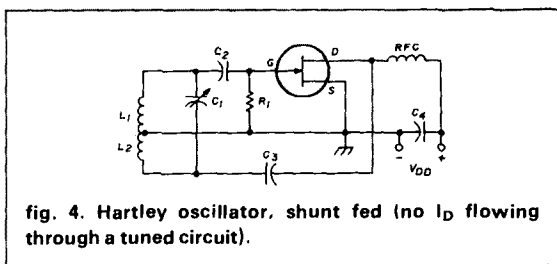 C2
G
D
S
RFC
L1
L2
C1
R1
C3
C4
-
+
VDD
fig. 4. Hartley oscillator, shunt fed (no ID flowing
through a tuned circuit).